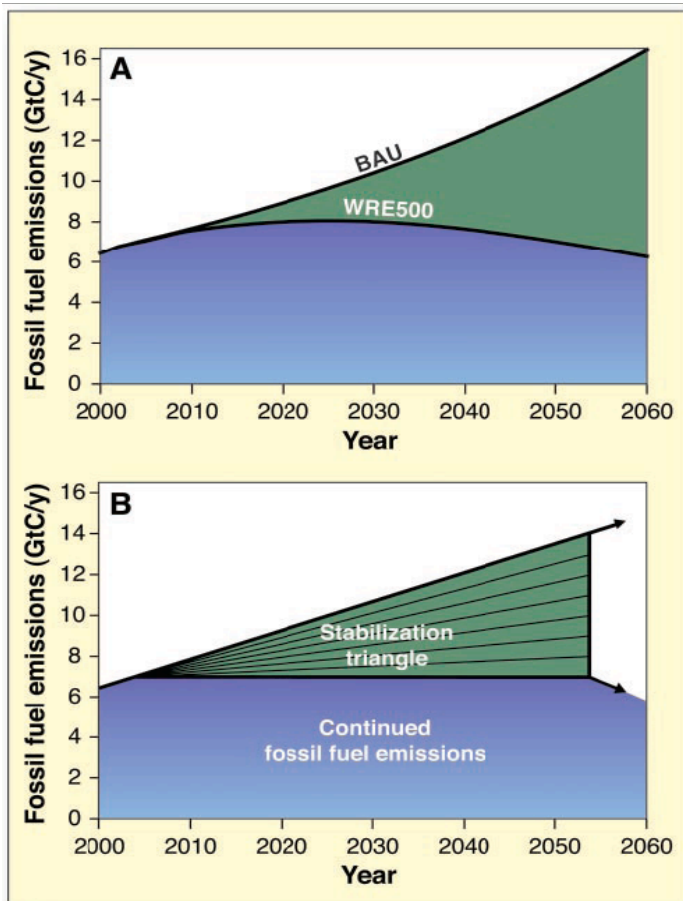 A
Fossil fuel emissions (GtC/y)
16
14
12
10
8
6
4
2
0
BAU
WRE500
2000 2010 2020 2030 2040 2050 2060
Year
B
Fossil fuel emissions (GtC/y)
16
14
12
10
8
6
4
2
0
Stabilization
triangle
Continued
fossil fuel emissions
2000 2010 2020 2030 2040 2050 2060
Year